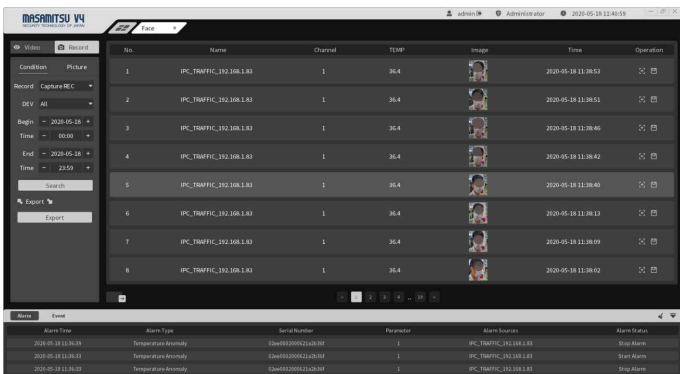 MASAMITSU V4
SECURITY TECHNOLOGY OF JAPAN
admin
Administrator
2020-05-18 11:40:59
Face
Video Record
Condition Picture
Record Capture REC
DEV All
Begin - 2020-05-18 +
Time - 00:00 +
End - 2020-05-18 +
Time - 23:59 +
Search
Export
Export
No. Name Channel TEMP Image Time Operation
1 IPC_TRAFFIC_192.168.1.83 1 36.4 2020-05-18 11:38:53
2 IPC_TRAFFIC_192.168.1.83 1 36.4 2020-05-18 11:38:51
3 IPC_TRAFFIC_192.168.1.83 1 36.4 2020-05-18 11:38:46
4 IPC_TRAFFIC_192.168.1.83 1 36.4 2020-05-18 11:38:42
5 IPC_TRAFFIC_192.168.1.83 1 36.4 2020-05-18 11:38:40
6 IPC_TRAFFIC_192.168.1.83 1 36.4 2020-05-18 11:38:13
7 IPC_TRAFFIC_192.168.1.83 1 36.4 2020-05-18 11:38:09
8 IPC_TRAFFIC_192.168.1.83 1 36.4 2020-05-18 11:38:02
< 1 2 3 4 .. 19 >
Alarm Event
Alarm Time Alarm Type Serial Number Parameter Alarm Sources Alarm Status
2020-05-18 11:36:39 Temperature Anomaly 1 IPC_TRAFFIC_192.168.1.83 Stop Alarm
2020-05-18 11:36:33 Temperature Anomaly 1 IPC_TRAFFIC_192.168.1.83 Start Alarm
2020-05-18 11:36:33 Temperature Anomaly 1 IPC_TRAFFIC_192.168.1.83 Stop Alarm